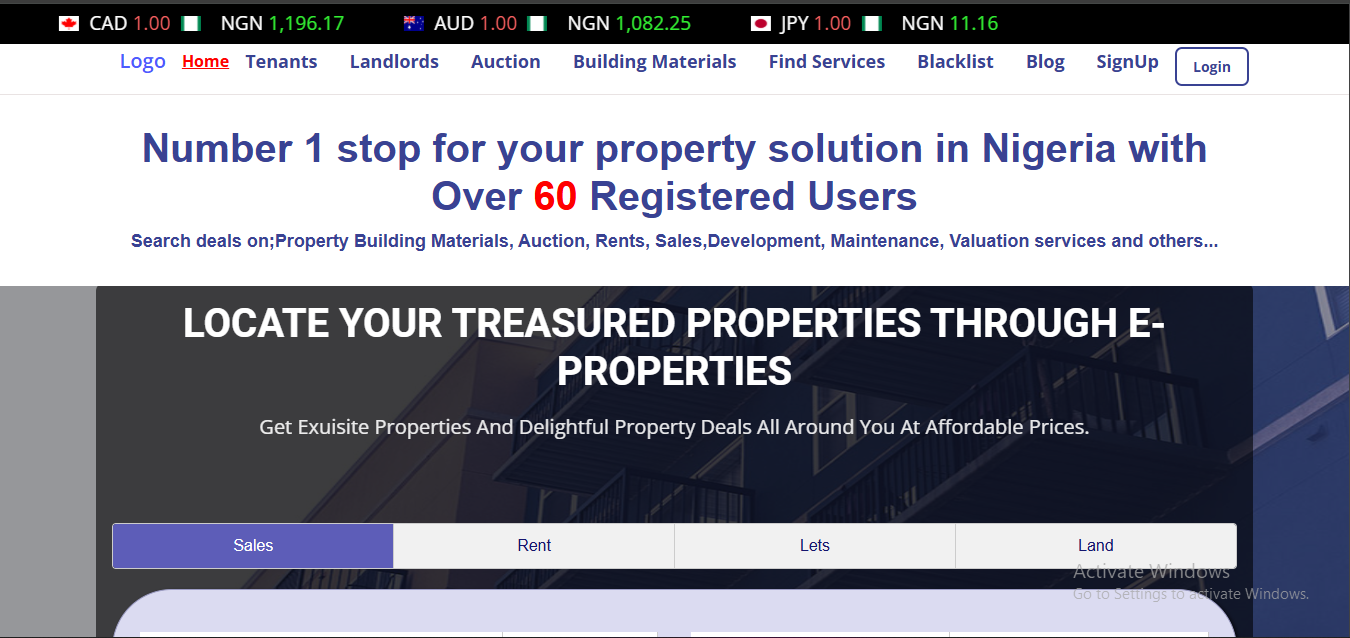 CAD 1.00 NGN 1,196.17 AUD 1.00 NGN 1,082.25 JPY 1.00 NGN 11.16
Logo Home Tenants Landlords Auction Building Materials Find Services Blacklist Blog SignUp Login
Number 1 stop for your property solution in Nigeria with
Over 60 Registered Users
Search deals on;Property Building Materials, Auction, Rents, Sales,Development, Maintenance, Valuation services and others...
LOCATE YOUR TREASURED PROPERTIES THROUGH E-
PROPERTIES
Get Exuisite Properties And Delightful Property Deals All Around You At Affordable Prices.
Sales Rent Lets Land
Activate Windows
Go to Settings to activate Windows.